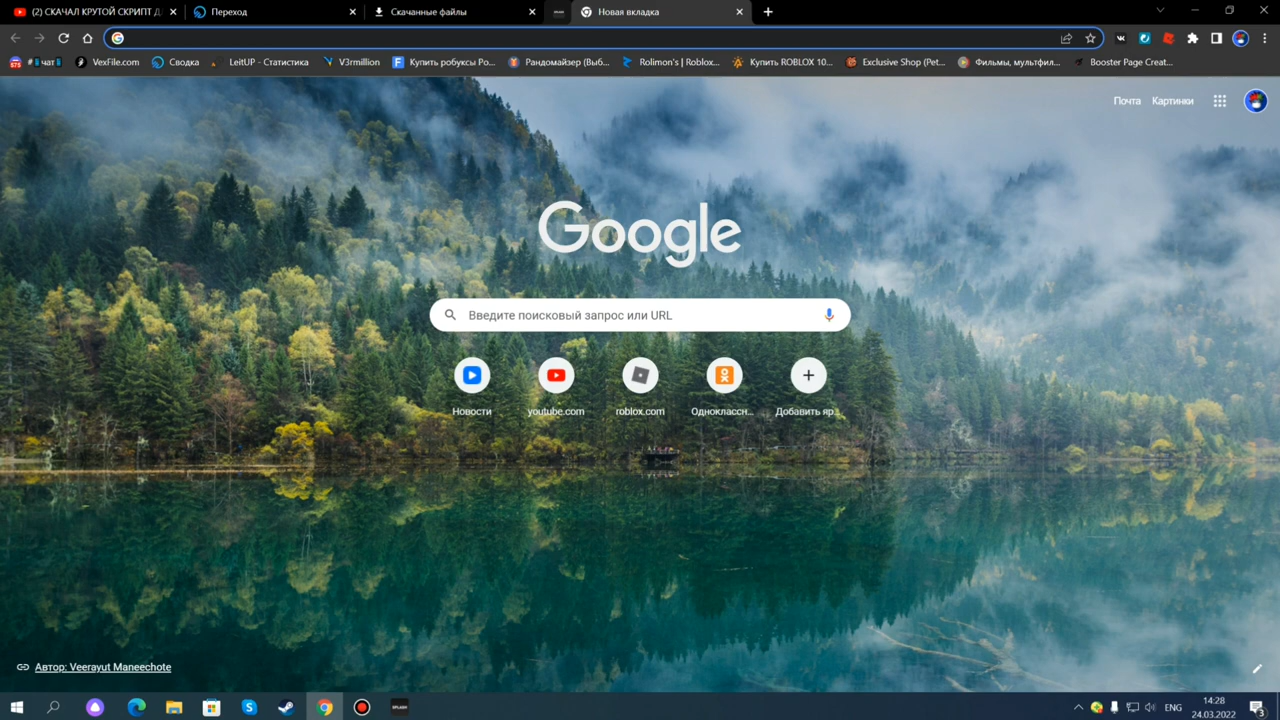 (2) СКАЧАЛ КРУТОЙ СКРИПТ Д
Переход
Скачанные файлы
Новая вкладка
чат
VexFile.com
Сводка
LeitUP - Статистика
V3rmillion
Купить робуксы Ро...
Рандомайзер (Выб...
Rolimon's | Roblox...
Купить ROBLOX 10...
Exclusive Shop (Pet...
Фильмы, мультфил...
Booster Page Creat...
Почта
Картинки
Google
Введите поисковый запрос или URL
Новости
youtube.com
roblox.com
Одноклассн...
Добавить яр...
Автор: Veerayut Maneechote
ENG
14:28
24.03.2022
3